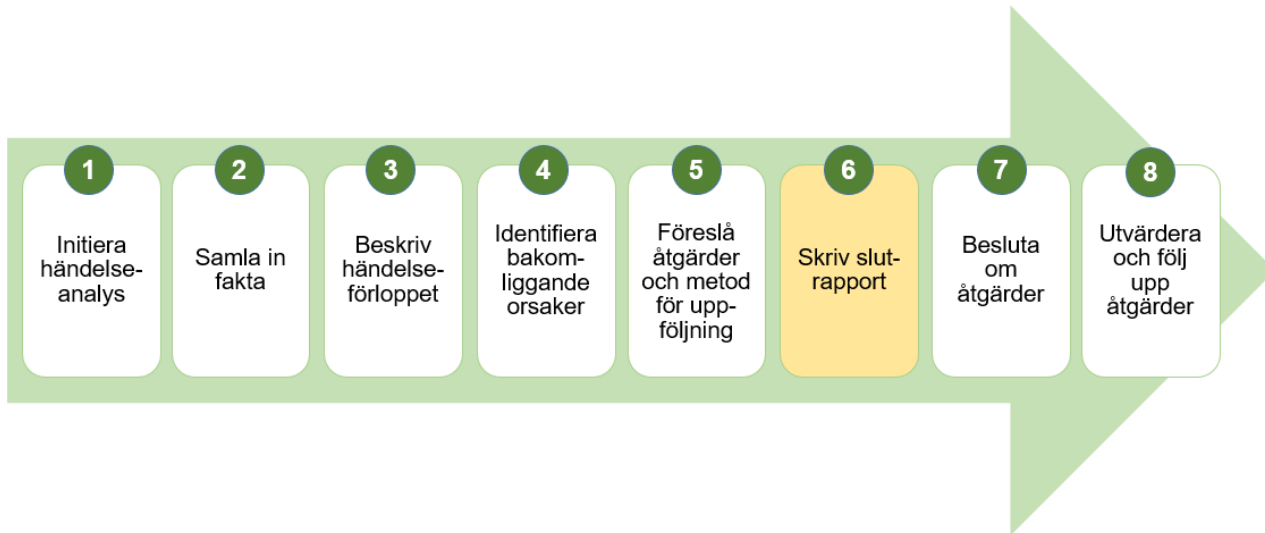 1
Initiera
händelse-
analys
2
Samla in
fakta
3
Beskriv
händelse-
förloppet
4
Identifiera
bakom-
liggande
orsaker
5
Föreslå
åtgärder
och metod
för upp-
följning
6
Skriv slut-
rapport
7
Besluta
om
åtgärder
8
Utvärdera
och följ
upp
åtgärder